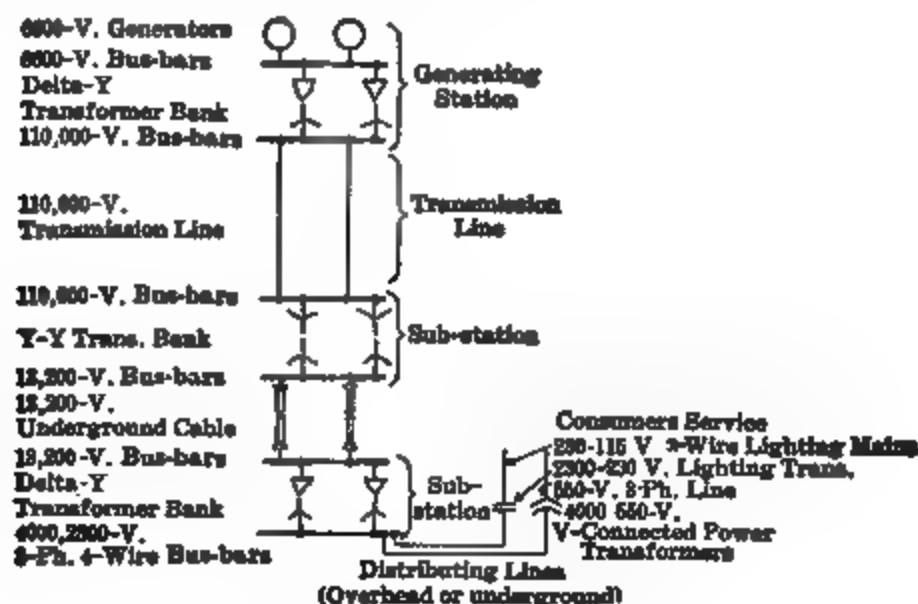 6600-V. Generators
6600-V. Bus-bars
Delta-Y
Transformer Bank
110,000-V. Bus-bars
Generating
Station
110,000-V.
Transmission Line
Transmission
Line
110,000-V. Bus-bars
Y-Y Trans. Bank
Sub-station
13,200-V. Bus-bars
13,200-V.
Underground Cable
13,200-V. Bus-bars
Delta-Y
Transformer Bank
4000,2300-V.
3-Ph. 4-Wire Bus-bars
Sub-
station
Consumers Service
230-115 V 3-Wire Lighting Mains
2300-230 V. Lighting Trans.
550-V. 3-Ph. Line
4000 550-V.
V-Connected Power
Transformers
Distributing Lines
(Overhead or underground)